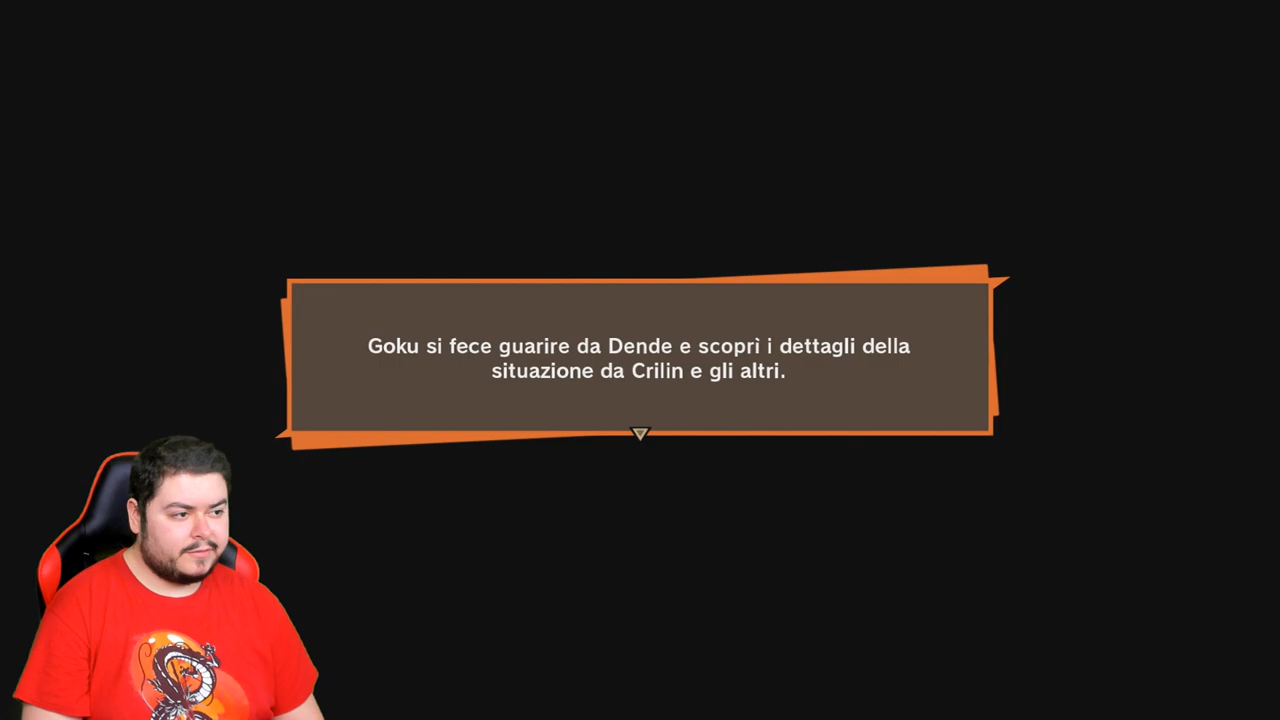 Goku si fece guarire da Dende e scoprì i dettagli della
situazione da Crilin e gli altri.